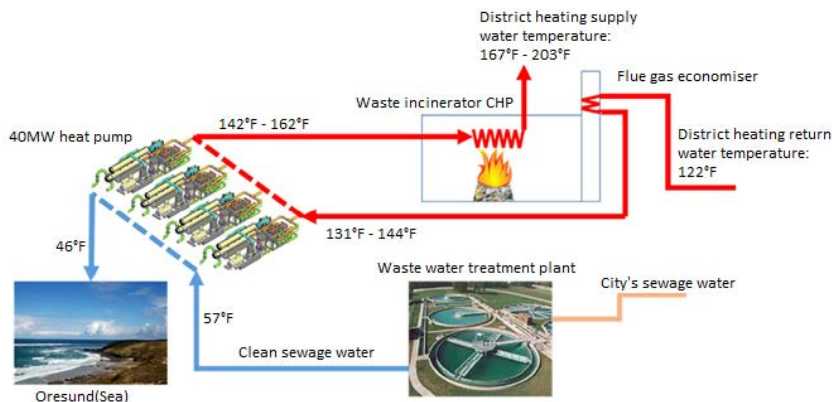 District heating supply
water temperature:
167°F - 203°F
Flue gas economiser
Waste incinerator CHP
142°F - 162°F
40MW heat pump
District heating return
water temperature:
122°F
131°F - 144°F
46°F
Waste water treatment plant
City's sewage water
57°F
Clean sewage water
Oresund(Sea)